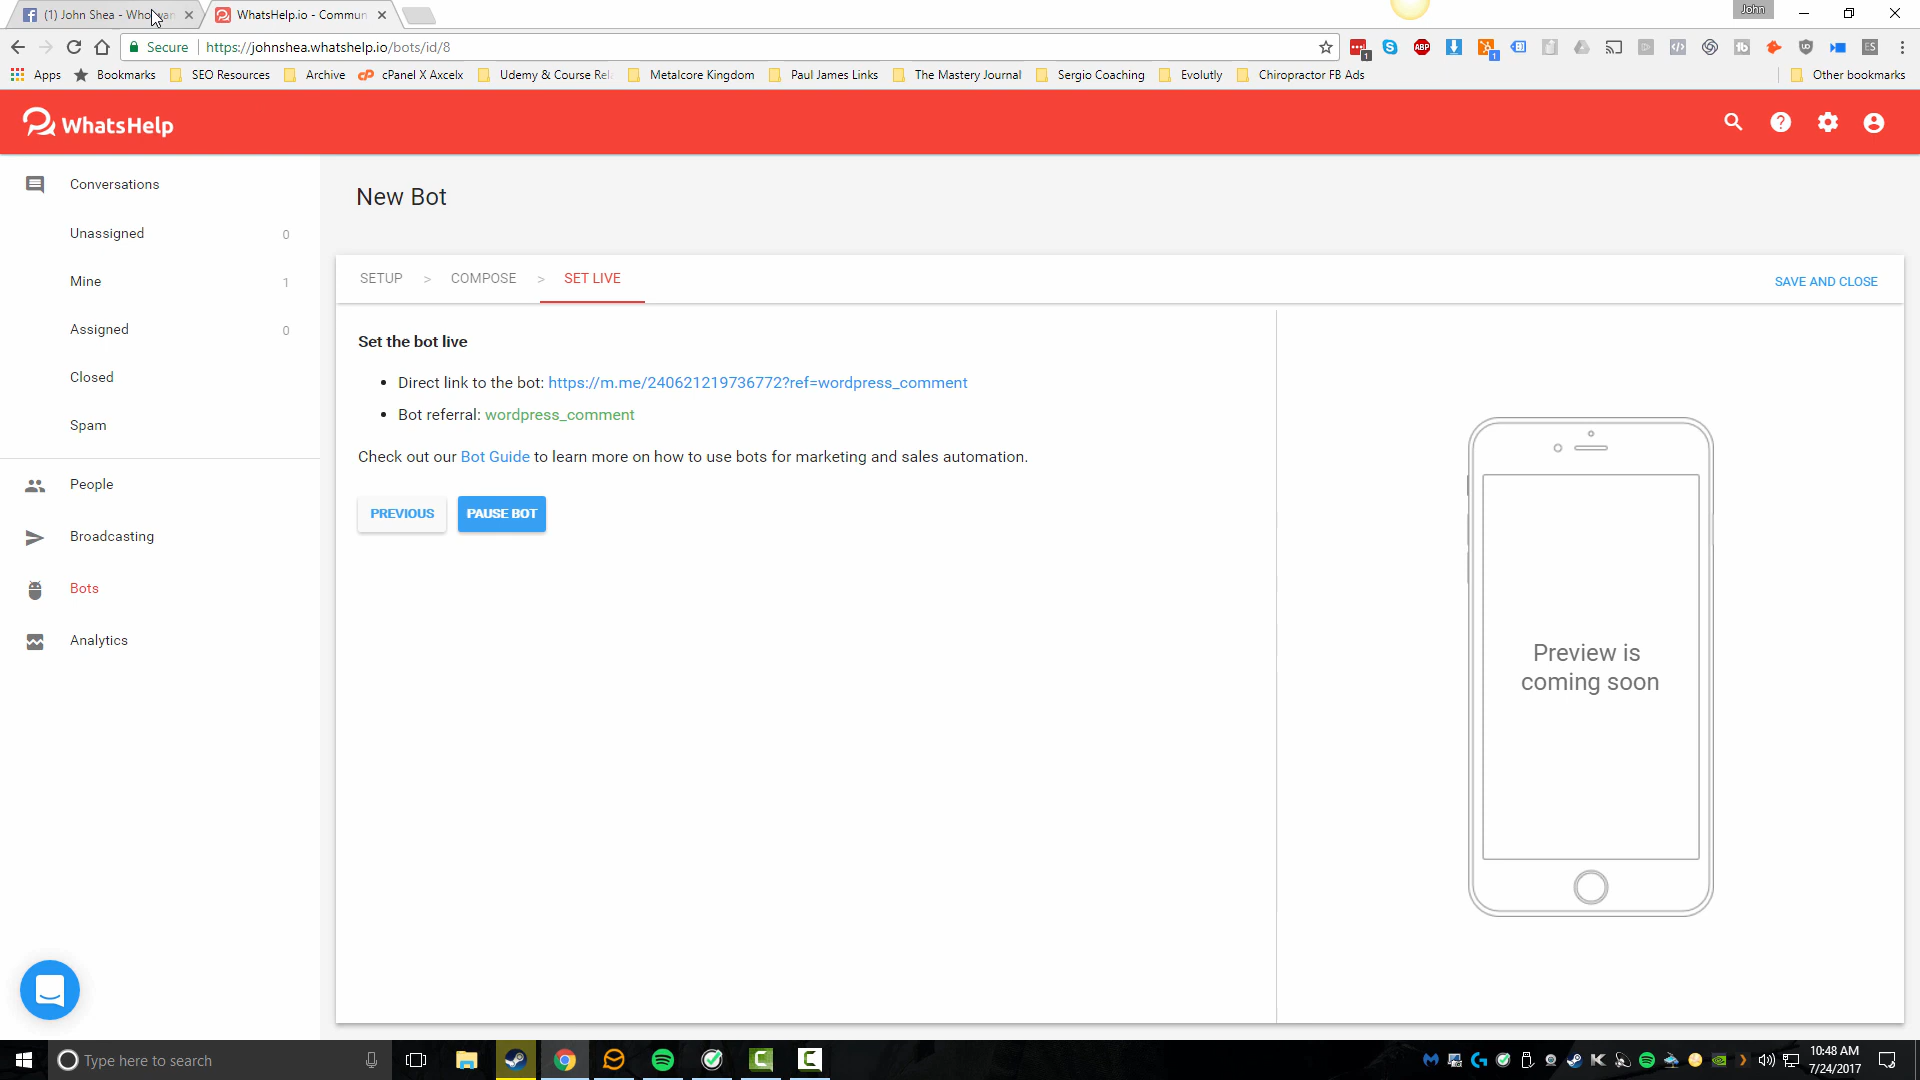 (1) John Shea - Who wan
WhatsHelp.io - Commun
John
Secure
https://johnshea.whatshelp.io/bots/id/8
Apps
Bookmarks
SEO Resources
Archive
cPanel X Axcelx
Udemy & Course Rel
Metalcore Kingdom
Paul James Links
The Mastery Journal
Sergio Coaching
Evolutly
Chiropractor FB Ads
Other bookmarks
WhatsHelp
Conversations
Unassigned 0
Mine 1
Assigned 0
Closed
Spam
People
Broadcasting
Bots
Analytics
New Bot
SETUP > COMPOSE > SET LIVE
SAVE AND CLOSE
Set the bot live
• Direct link to the bot: https://m.me/240621219736772?ref=wordpress_comment
• Bot referral: wordpress_comment
Check out our Bot Guide to learn more on how to use bots for marketing and sales automation.
PREVIOUS
PAUSE BOT
Preview is
coming soon
Type here to search
10:48 AM
7/24/2017